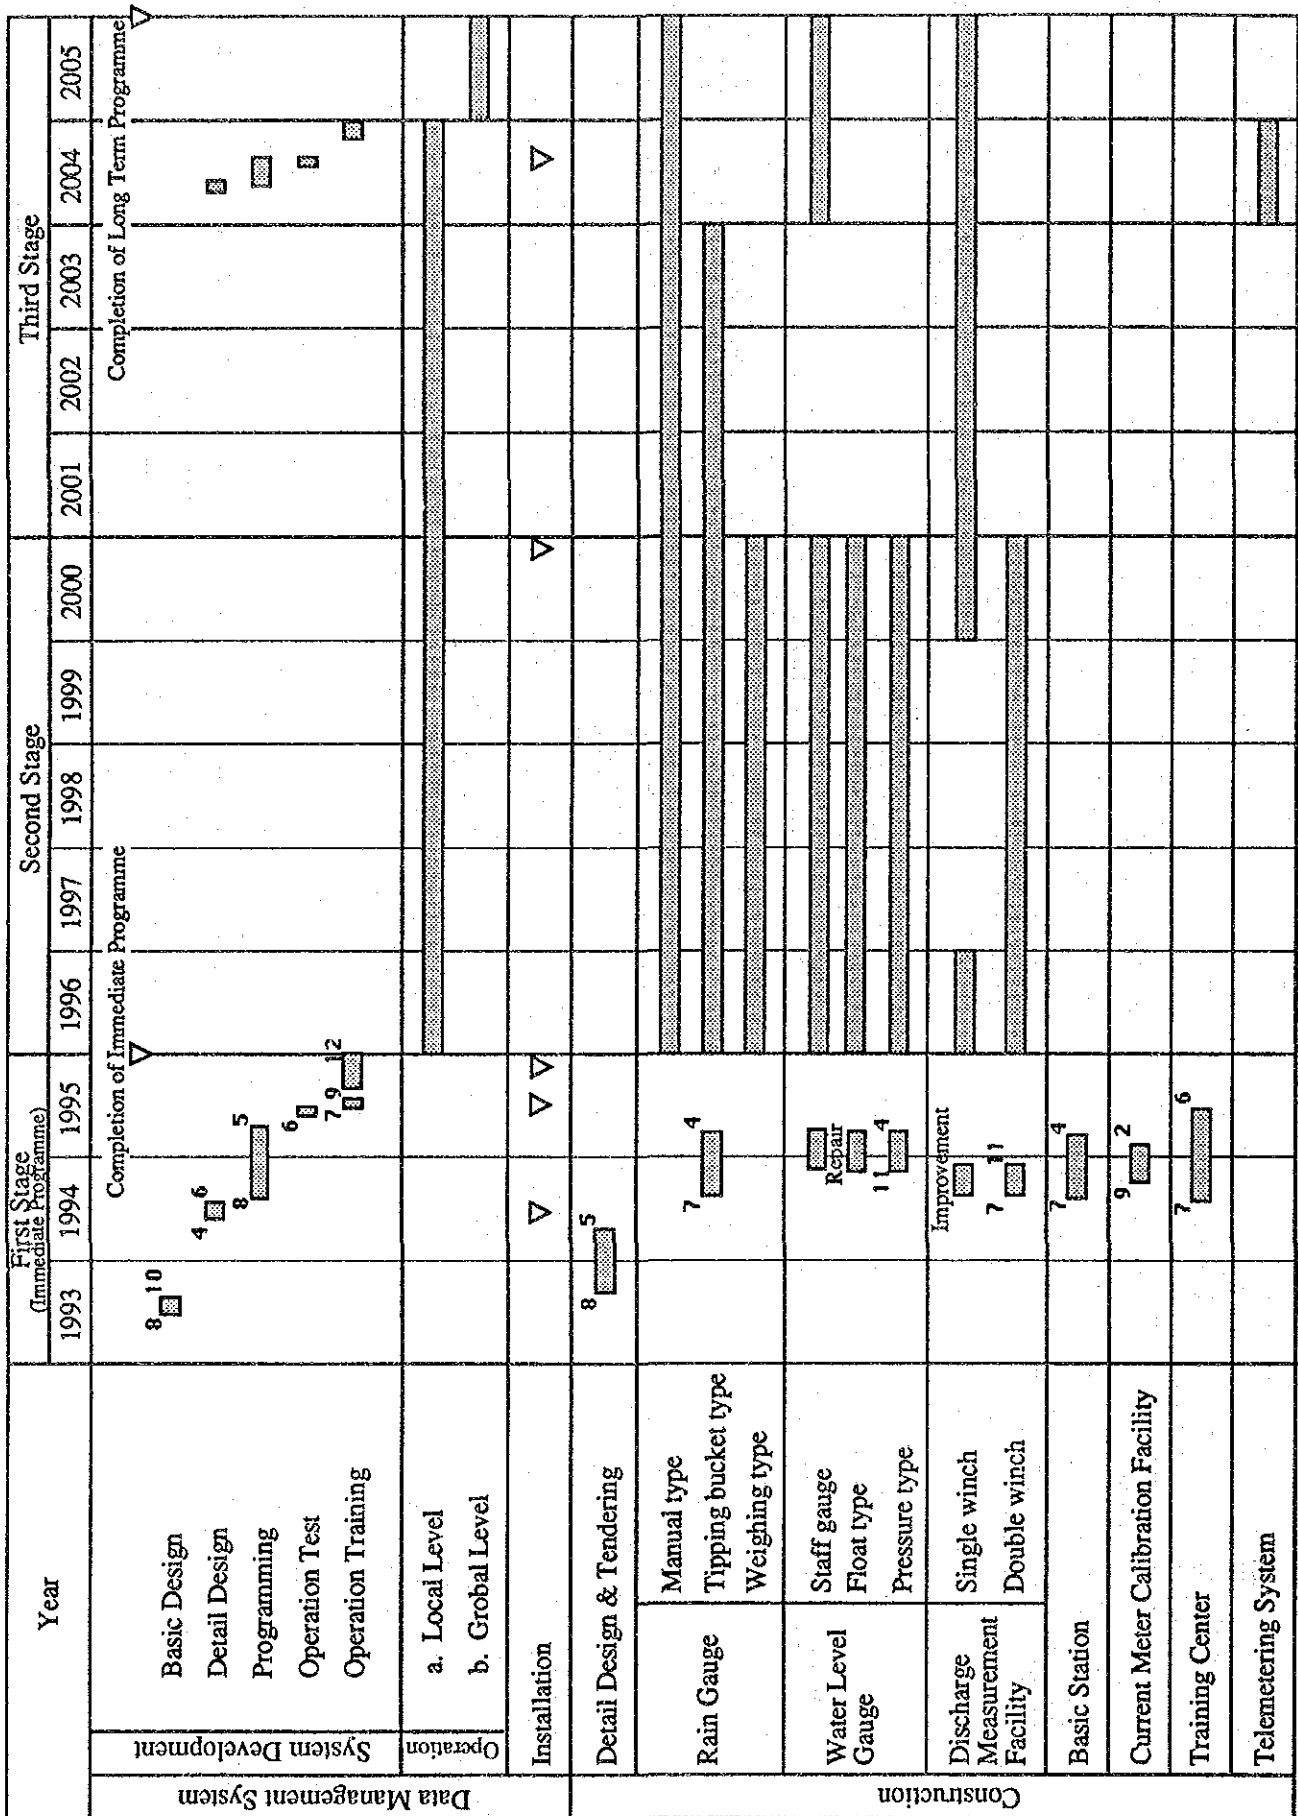 Year
First Stage
(Immediate Programme)
Second Stage
Third Stage
1993
1994
1995
1996
1997
1998
1999
2000
2001
2002
2003
2004
2005
Completion of Immediate Programme
Completion of Long Term Programme
Data Management System
System Development
Basic Design
8
10
Detail Design
4
6
Programming
8
5
Operation Test
6
Operation Training
7
9
12
Operation
a. Local Level
b. Grobal Level
Installation
Construction
Detail Design & Tendering
8
5
Rain Gauge
Manual type
Tipping bucket type
7
4
Weighing type
Water Level
Gauge
Staff gauge
Repair
Float type
Pressure type
11
4
Discharge
Measurement
Facility
Single winch
Improvement
Double winch
7
11
Basic Station
7
4
Current Meter Calibration Facility
9
2
Training Center
7
6
Telemetering System